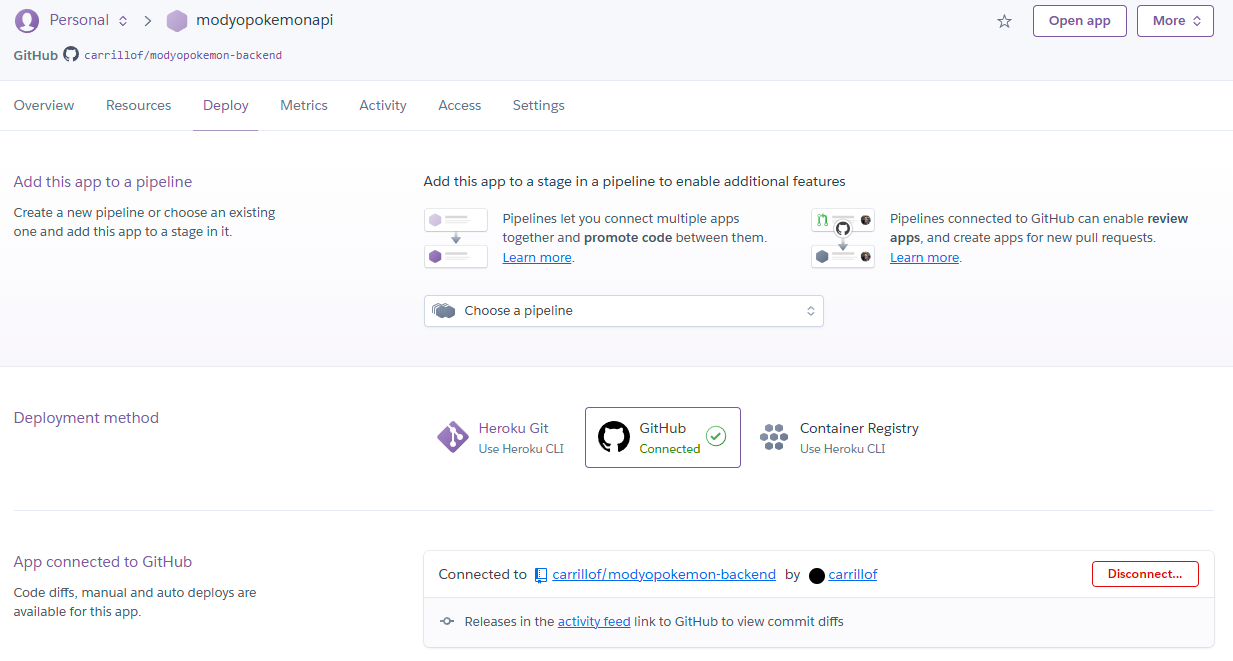 Personal modyopokemonapi Open app More
GitHub carrillof/modyopokemon-backend
Overview Resources Deploy Metrics Activity Access Settings
Add this app to a pipeline
Create a new pipeline or choose an existing
one and add this app to a stage in it.
Add this app to a stage in a pipeline to enable additional features
Pipelines let you connect multiple apps
together and promote code between them.
Learn more.
Pipelines connected to GitHub can enable review
apps, and create apps for new pull requests.
Learn more.
Choose a pipeline
Deployment method
Heroku Git
Use Heroku CLI
GitHub
Connected
Container Registry
Use Heroku CLI
App connected to GitHub
Code diffs, manual and auto deploys are
available for this app.
Connected to carrillof/modyopokemon-backend by carrillof Disconnect...
Releases in the activity feed link to GitHub to view commit diffs